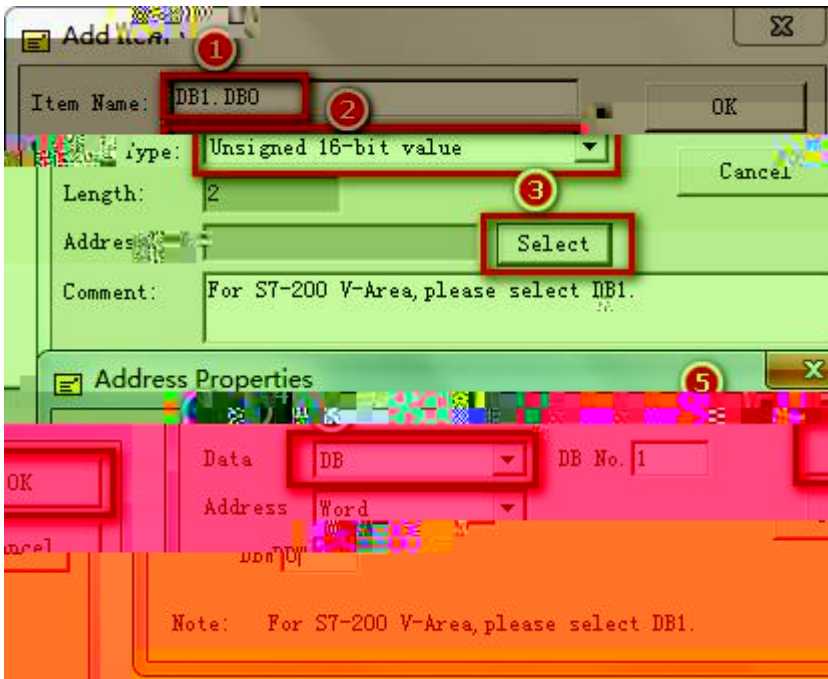 Add
1
Item Name: DB1.DB0
2
OK
Type: Unsigned 16-bit value
Cancel
3
Length: 2
Select
Comment: For S7-200 V-Area,please select DB1.
Address Properties
5
Data DB DB No. 1
OK
Address Word
Note: For S7-200 V-Area,please select DB1.